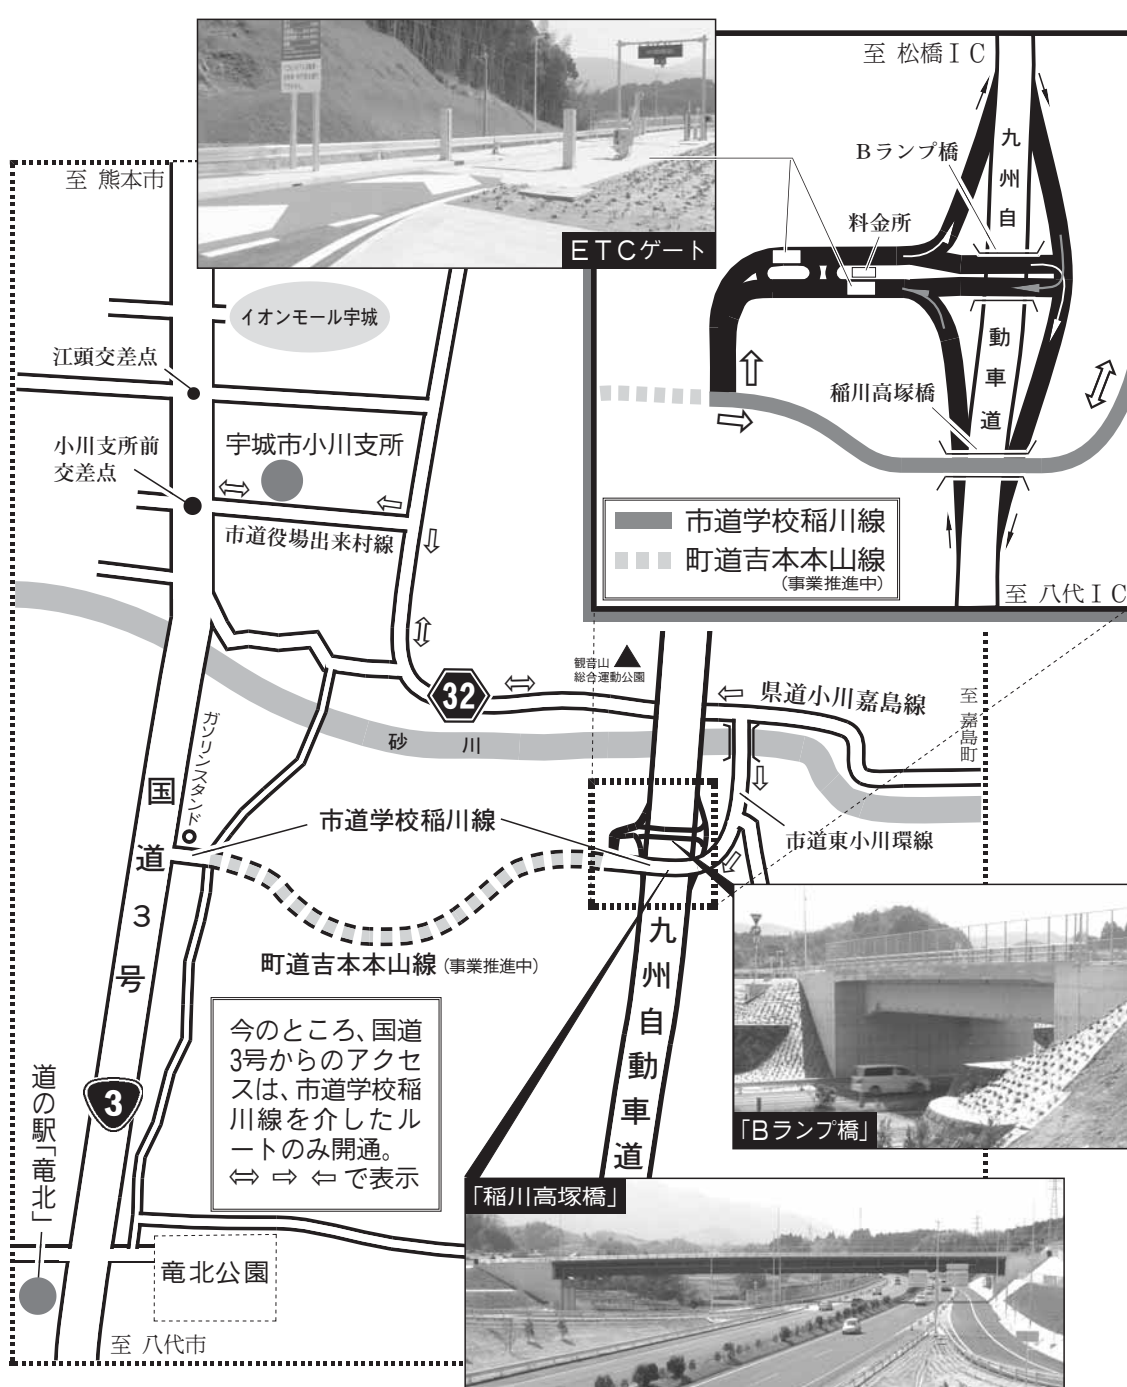 ETCゲート
至 松橋ＩＣ
九州自
Bランプ橋
料金所
動車道
稲川高塚橋
市道学校稲川線
町道吉本本山線
(事業推進中)
至 八代ＩＣ
至 熊本市
イオンモール宇城
江頭交差点
宇城市小川支所
小川支所前
交差点
市道役場出来村線
観音山
総合運動公園
32
県道小川嘉島線
至 嘉島町
砂川
ガソリンスタンド
国道3号
市道学校稲川線
市道東小川環線
町道吉本本山線(事業推進中)
九州自動車道
今のところ、国道
3号からのアクセ
スは、市道学校稲
川線を介したル
ートのみ開通。
⇔ ⇨ ⇦ で表示
3
道の駅「竜北」
「Bランプ橋」
「稲川高塚橋」
竜北公園
至 八代市